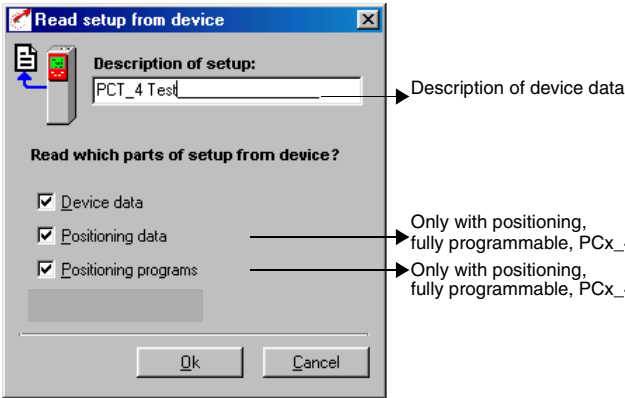 Read setup from device
Description of setup:
PCT_4 Test
Description of device data
Read which parts of setup from device?
Device data
Positioning data
Only with positioning,
fully programmable, PCx_4
Positioning programs
Only with positioning,
fully programmable, PCx_4
Ok
Cancel